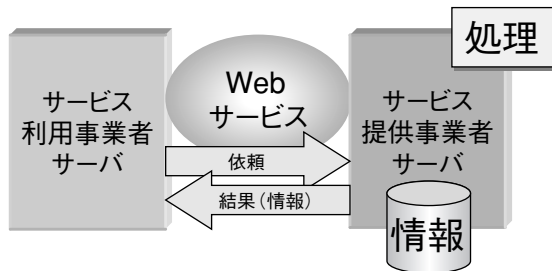 処理
サービス
利用事業者
サーバ
Web
サービス
サービス
提供事業者
サーバ
依頼
結果（情報）
情報